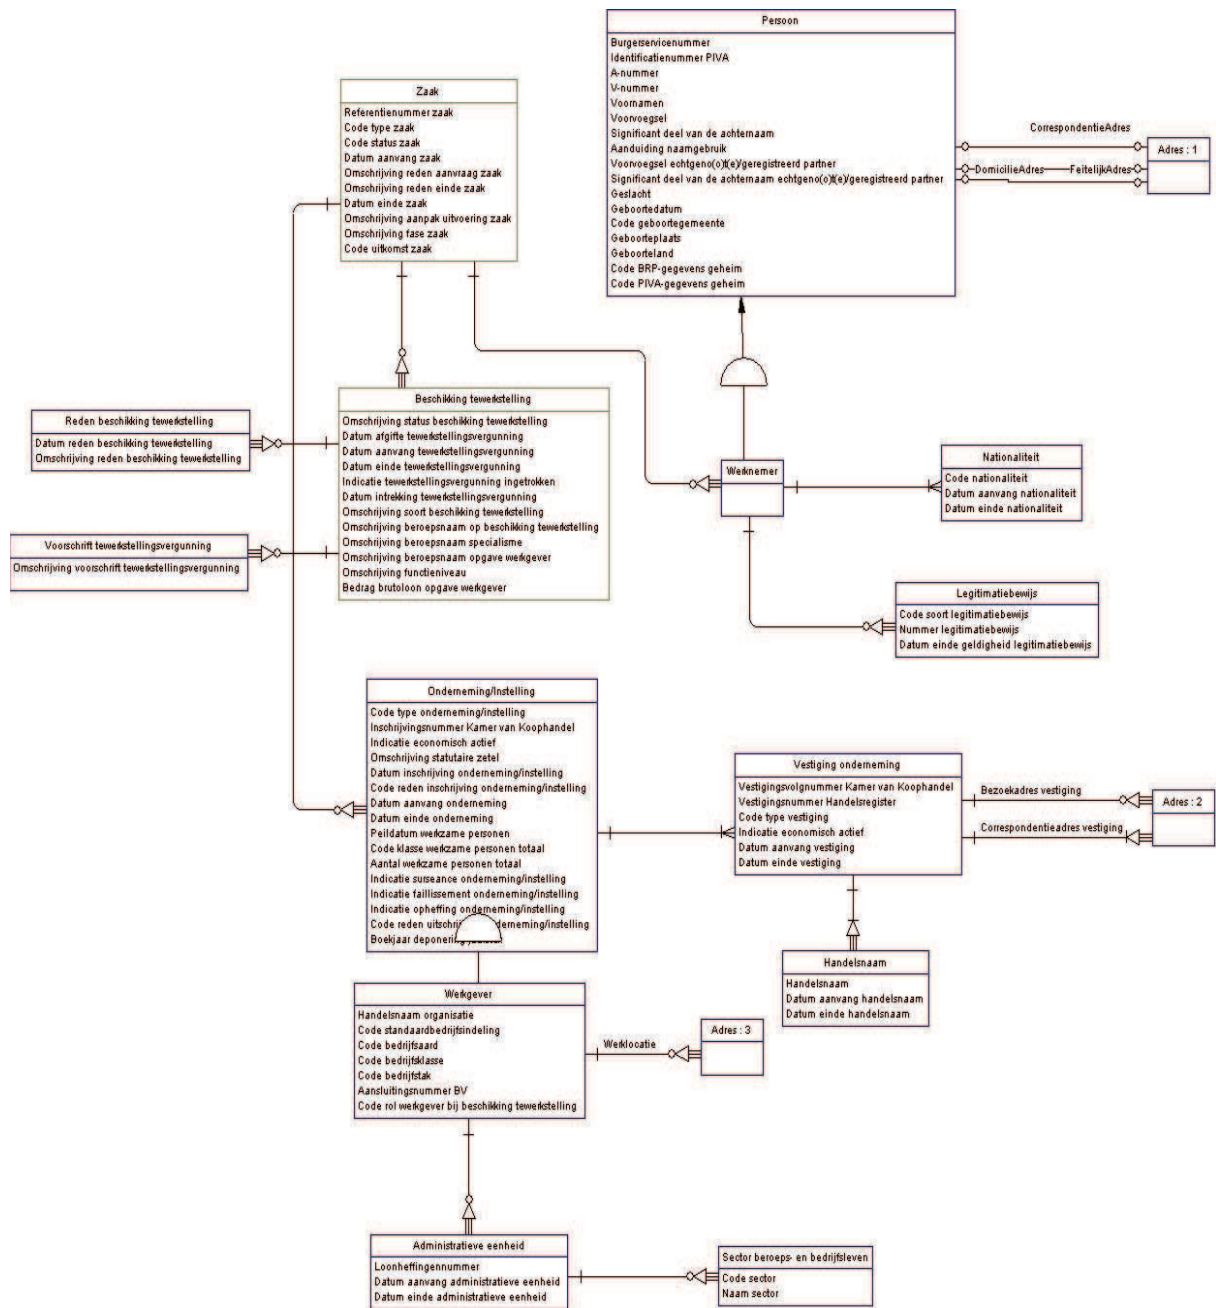 Persoon
Burgerservicenummer
Identificatienummer PIVA
A-nummer
V-nummer
Voornamen
Voorvoegsel
Significant deel van de achternaam
Aanduiding naamgebruik
Voorvoegsel echtgeno(o)t(e)/geregistreerd partner
Significant deel van de achternaam echtgeno(o)t(e)/geregistreerd partner
Geslacht
Geboortedatum
Code geboortegemeente
Geboorteplaats
Geboorteland
Code BRP-gegevens geheim
Code PIVA-gegevens geheim
CorrespondentieAdres
DomicilieAdres
FeitelijkAdres
Adres : 1
Zaak
Referentienummer zaak
Code type zaak
Code status zaak
Datum aanvang zaak
Omschrijving reden aanvraag zaak
Omschrijving reden einde zaak
Datum einde zaak
Omschrijving aanpak uitvoering zaak
Omschrijving fase zaak
Code uitkomst zaak
Beschikking tewerkstelling
Omschrijving status beschikking tewerkstelling
Datum afgifte tewerkstellingsvergunning
Datum aanvang tewerkstellingsvergunning
Datum einde tewerkstellingsvergunning
Indicatie tewerkstellingsvergunning ingetrokken
Datum intrekking tewerkstellingsvergunning
Omschrijving soort beschikking tewerkstelling
Omschrijving beroepsnaam op beschikking tewerkstelling
Omschrijving beroepsnaam specialisme
Omschrijving beroepsnaam opgave werkgever
Omschrijving functieniveau
Bedrag brutoloon opgave werkgever
Reden beschikking tewerkstelling
Datum reden beschikking tewerkstelling
Omschrijving reden beschikking tewerkstelling
Voorschrift tewerkstellingsvergunning
Omschrijving voorschrift tewerkstellingsvergunning
Werknemer
Nationaliteit
Code nationaliteit
Datum aanvang nationaliteit
Datum einde nationaliteit
Legitimatiebewijs
Code soort legitimatiebewijs
Nummer legitimatiebewijs
Datum einde geldigheid legitimatiebewijs
Onderneming/Instelling
Code type onderneming/instelling
Inschrijvingsnummer Kamer van Koophandel
Indicatie economisch actief
Omschrijving statutaire zetel
Datum inschrijving onderneming/instelling
Code reden inschrijving onderneming/instelling
Datum aanvang onderneming
Datum einde onderneming
Peildatum werkzame personen
Code klasse werkzame personen totaal
Aantal werkzame personen totaal
Indicatie surseance onderneming/instelling
Indicatie faillissement onderneming/instelling
Indicatie opheffing onderneming/instelling
Code reden
Boekjaar deponering
Vestiging onderneming
Vestigingsvolgnummer Kamer van Koophandel
Vestigingsnummer Handelsregister
Code type vestiging
Indicatie economisch actief
Datum aanvang vestiging
Datum einde vestiging
Bezoekadres vestiging
Correspondentieadres vestiging
Adres : 2
Handelsnaam
Handelsnaam
Datum aanvang handelsnaam
Datum einde handelsnaam
Werkgever
Handelsnaam organisatie
Code standaardbedrijfsindeling
Code bedrijfsaard
Code bedrijfsklasse
Code bedrijfstak
Aansluitingsnummer BV
Code rol werkgever bij beschikking tewerkstelling
Werklocatie
Adres : 3
Administratieve eenheid
Loonheffingennummer
Datum aanvang administratieve eenheid
Datum einde administratieve eenheid
Sector beroeps- en bedrijfsleven
Code sector
Naam sector